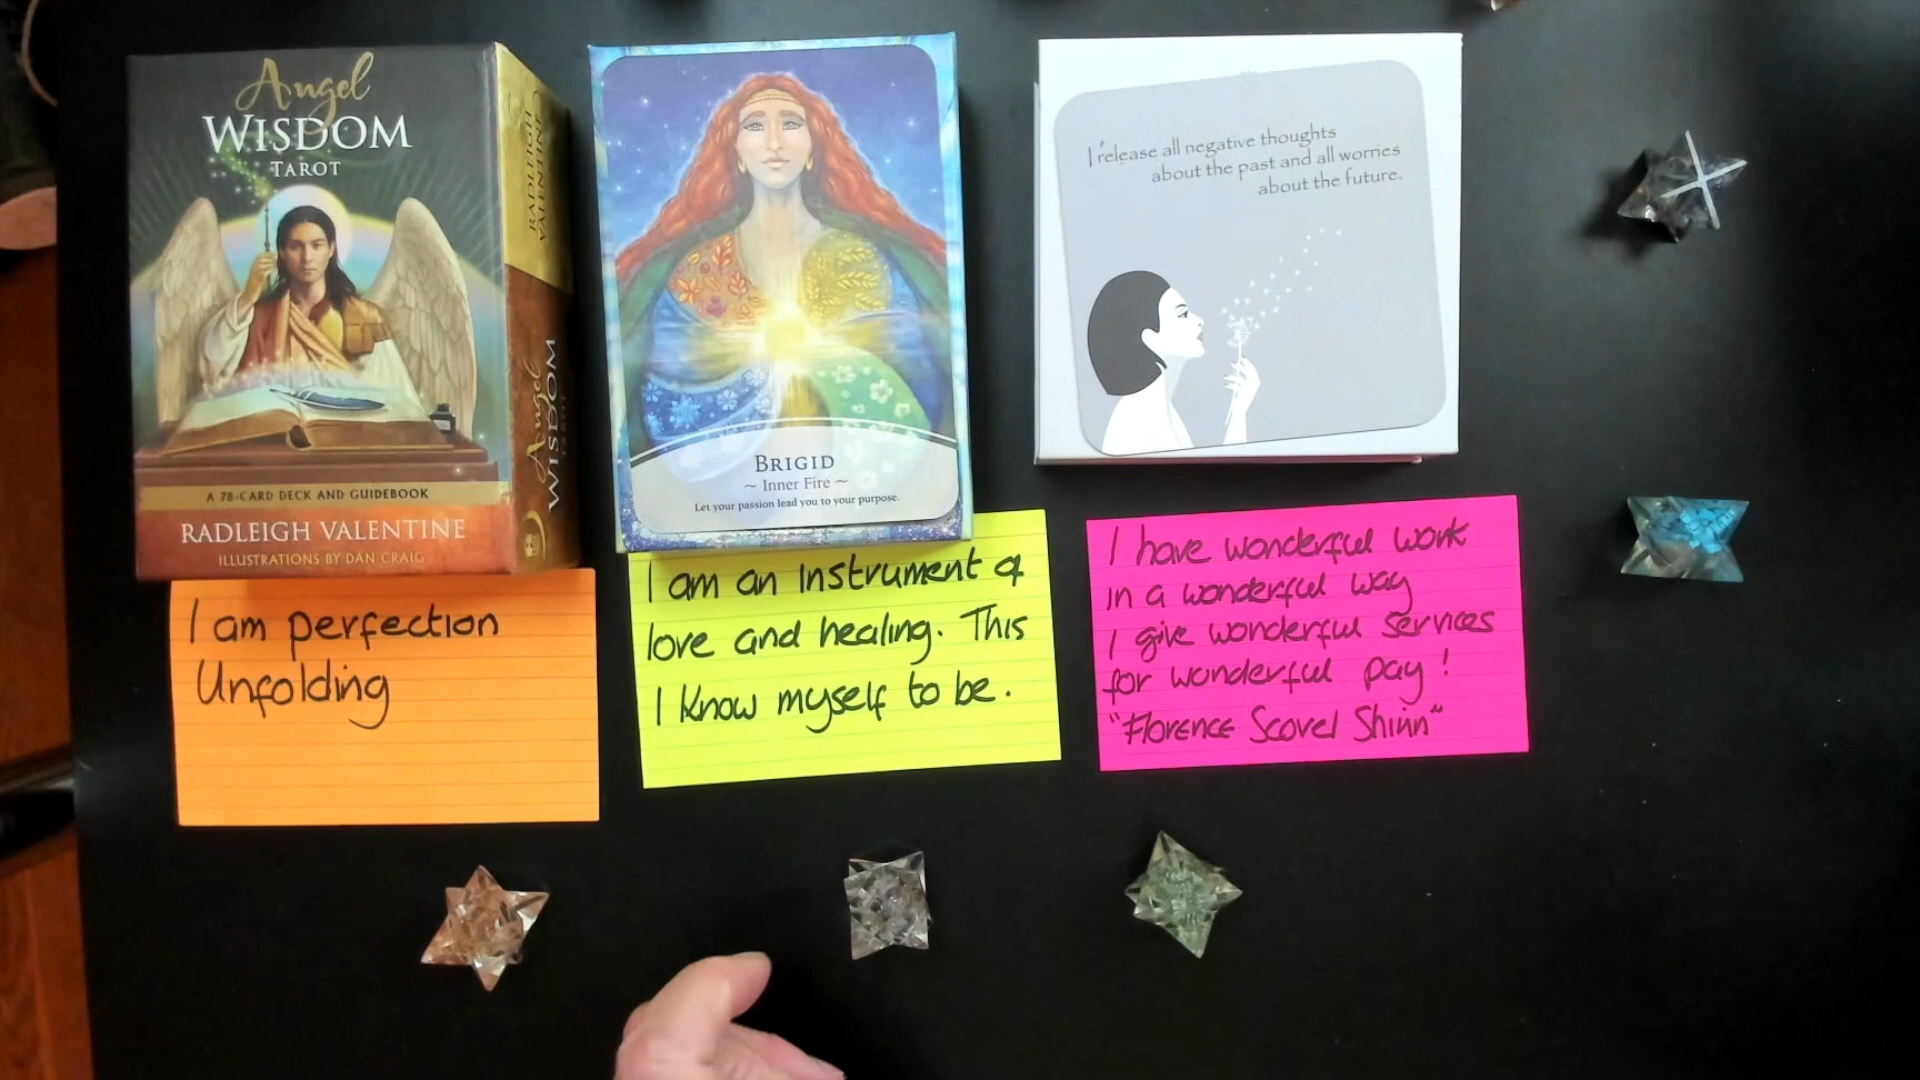 Angel
WISDOM
TAROT
A 78-CARD DECK AND GUIDEBOOK
RADLEIGH VALENTINE
ILLUSTRATIONS BY DAN CRAIG
RADLEIGH
VALENTINE
Angel
WISDOM
TAROT
BRIGID
~ Inner Fire ~
Let your passion lead you to your purpose.
I release all negative thoughts
about the past and all worries
about the future.
I am perfection
Unfolding
I am an instrument of
love and healing. This
I know myself to be.
I have wonderful work
in a wonderful way
I give wonderful services
for wonderful pay!
"Florence Scovel Shinn"